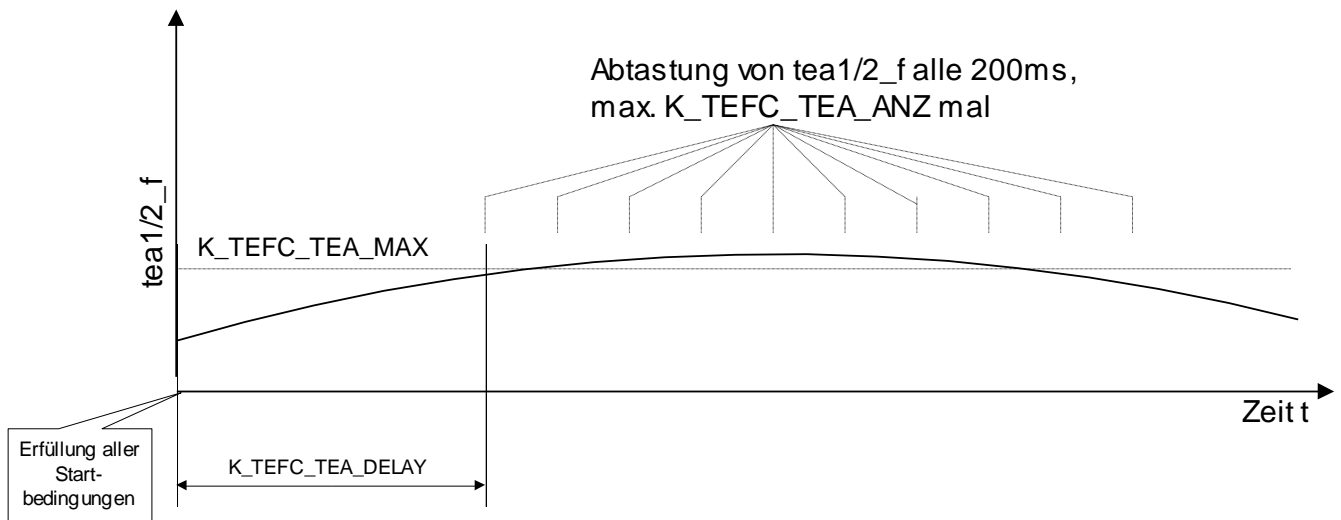 Abtastung von tea1/2_f alle 200ms,
max. K_TEFC_TEA_ANZ mal
tea1/2_f
K_TEFC_TEA_MAX
Zeit t
Erfüllung aller
Start-
bedingungen
K_TEFC_TEA_DELAY